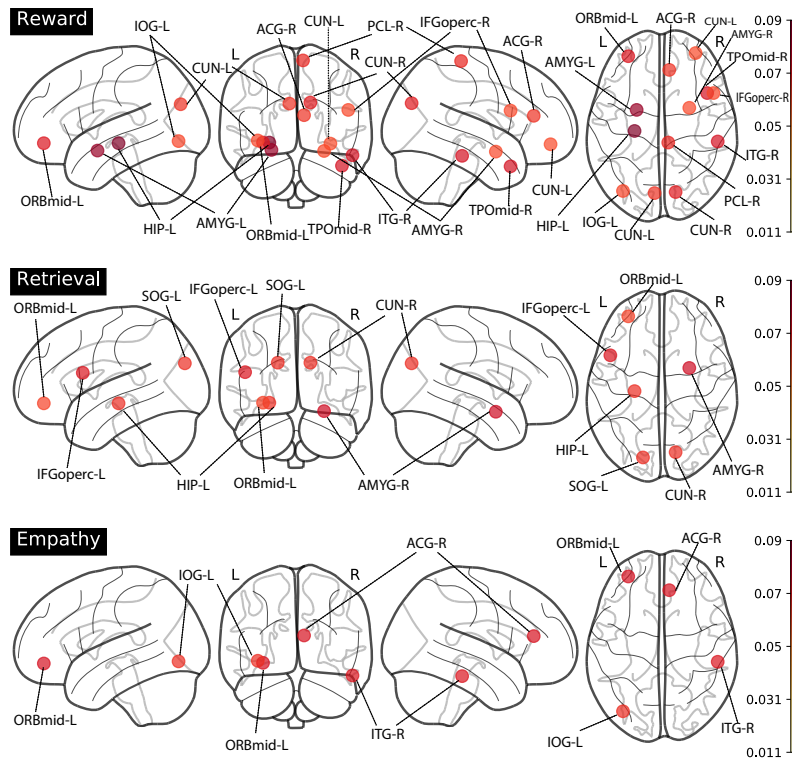 Reward
IOG-L
CUN-L
L
ACG-R
CUN-L
PCL-R
R
CUN-R
IFGoperc-R
ACG-R
ORBmid-L
ACG-R
CUN-L
L
R
AMYG-R
TPOmid-R
AMYG-L
IFGoperc-R
ORBmid-L
HIP-L
AMYG-L
ORBmid-L
TPOmid-R
ITG-R
AMYG-R
TPOmid-R
CUN-L
IOG-L
HIP-L
CUN-L
CUN-R
PCL-R
ITG-R
0.09
0.07
0.05
0.031
0.011
Retrieval
ORBmid-L
SOG-L
IFGoperc-L
SOG-L
L
R
CUN-R
ORBmid-L
IFGoperc-L
L
R
IFGoperc-L
HIP-L
ORBmid-L
AMYG-R
HIP-L
SOG-L
CUN-R
AMYG-R
0.09
0.07
0.05
0.031
0.011
Empathy
IOG-L
L
R
ACG-R
ORBmid-L
L
ACG-R
R
ORBmid-L
ORBmid-L
ITG-R
IOG-L
ITG-R
0.09
0.07
0.05
0.031
0.011